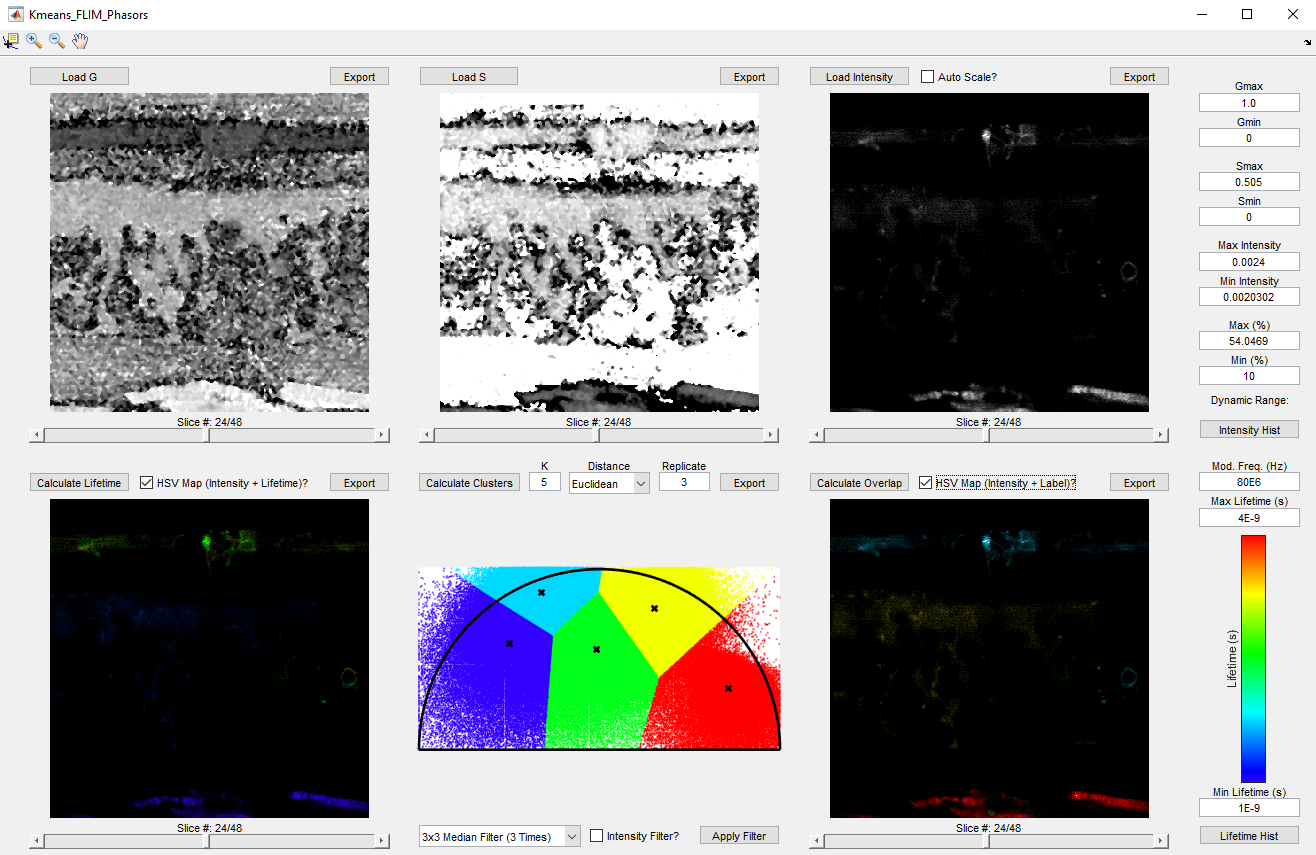 Kmeans_FLIM_Phasors
Load G
Export
Load S
Export
Load Intensity
Auto Scale?
Export
Gmax
1.0
Gmin
0
Smax
0.505
Smin
0
Max Intensity
0.0024
Min Intensity
0.0020302
Max (%)
54.0469
Min (%)
10
Dynamic Range:
Intensity Hist
Slice #: 24/48
Slice #: 24/48
Slice #: 24/48
Calculate Lifetime
HSV Map (Intensity + Lifetime)?
Export
Calculate Clusters
K
5
Distance
Euclidean
Replicate
3
Export
Calculate Overlap
HSV Map (Intensity + Label)?
Export
Mod. Freq. (Hz)
80E6
Max Lifetime (s)
4E-9
Lifetime (s)
Min Lifetime (s)
1E-9
Lifetime Hist
Slice #: 24/48
3x3 Median Filter (3 Times)
Intensity Filter?
Apply Filter
Slice #: 24/48